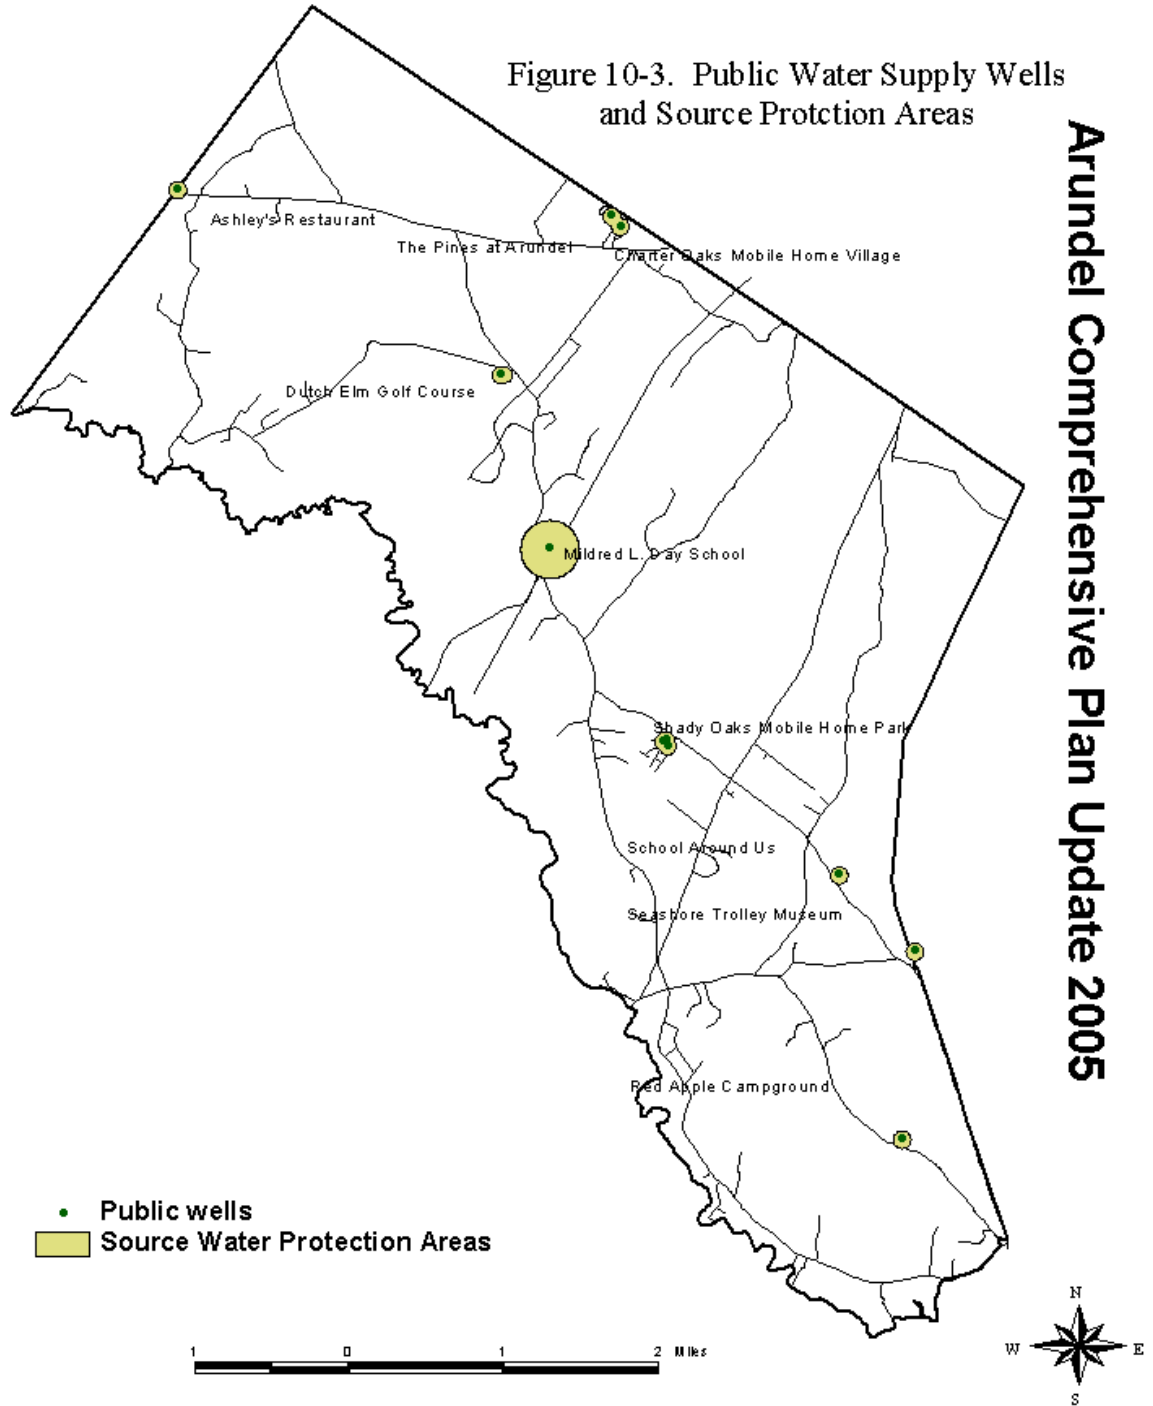 Figure 10-3. Public Water Supply Wells
and Source Protction Areas
Arundel Comprehensive Plan Update 2005
Ashley's Restaurant
The Pines at Arundel
Charter Oaks Mobile Home Village
Dutch Elm Golf Course
Mildred L. Day School
Shady Oaks Mobile Home Park
School Around Us
Seashore Trolley Museum
Red Apple Campground
Public wells
Source Water Protection Areas
1 0 1 2 Miles
N
W E
S